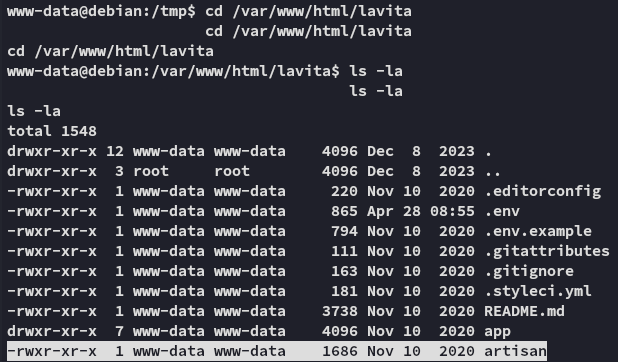 www-data@debian:/tmp$ cd /var/www/html/lavita
                      cd /var/www/html/lavita
cd /var/www/html/lavita
www-data@debian:/var/www/html/lavita$ ls -la
                                      ls -la
ls -la
total 1548
drwxr-xr-x 12 www-data www-data    4096 Dec  8  2023 .
drwxr-xr-x  3 root     root        4096 Dec  8  2023 ..
-rwxr-xr-x  1 www-data www-data     220 Nov 10  2020 .editorconfig
-rwxr-xr-x  1 www-data www-data     865 Apr 28 08:55 .env
-rwxr-xr-x  1 www-data www-data     794 Nov 10  2020 .env.example
-rwxr-xr-x  1 www-data www-data     111 Nov 10  2020 .gitattributes
-rwxr-xr-x  1 www-data www-data     163 Nov 10  2020 .gitignore
-rwxr-xr-x  1 www-data www-data     181 Nov 10  2020 .styleci.yml
-rwxr-xr-x  1 www-data www-data    3738 Nov 10  2020 README.md
drwxr-xr-x  7 www-data www-data    4096 Nov 10  2020 app
-rwxr-xr-x  1 www-data www-data    1686 Nov 10  2020 artisan